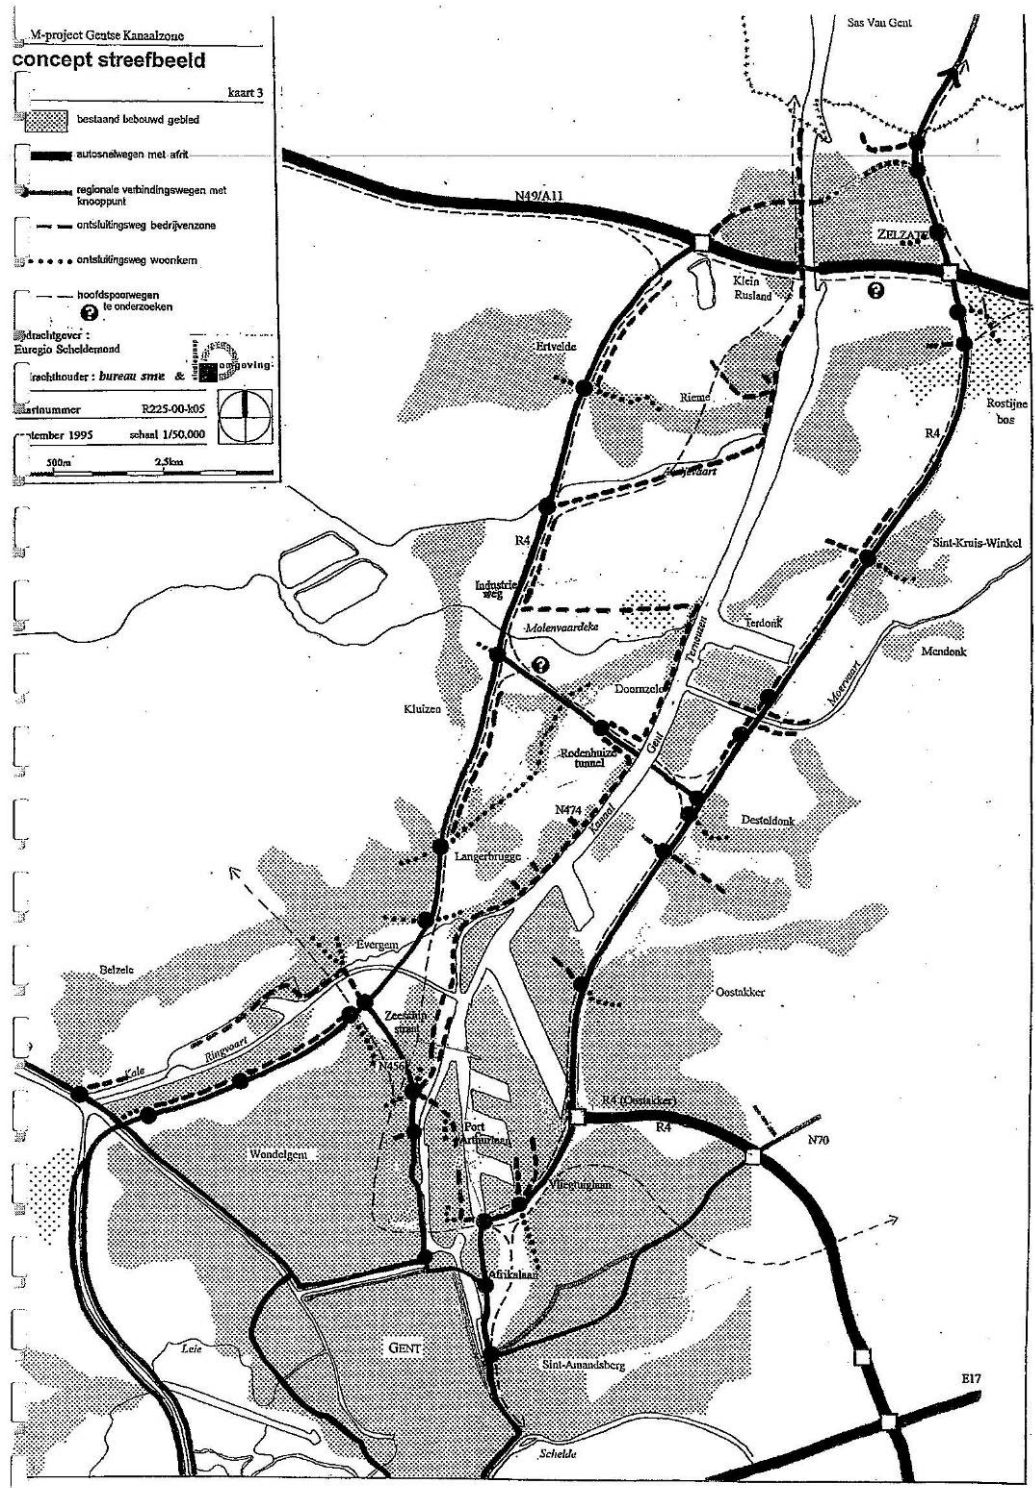 M-project Gentse Kanaalzone
concept streefbeeld
kaart 3
bestaand bebouwd gebied
autosnelwegen met afrit
regionale verbindingswegen met
knooppunt
ontsluitingsweg bedrijvenzone
ontsluitingsweg woonkern
hoofdspoorwegen
te onderzoeken
?
Euregio Scheldemond
bureau sme &
omgeving
R225-00-k05
1995 schaal 1/50,000
500m 2,5km
Sas Van Gent
N49/A11
ZELZATE
Klein
Rusland
?
Ertvelde
Rieme
Rostijne
bos
R4
R4
Sint-Kruis-Winkel
Industrie
weg
Molenvaardeke
Terdonk
Mendonk
Moervaart
Ternouzen
?
Doornzele
Kluizen
Rodenhuize
tunnel
Gent
N474
Kanaal
Desteldonk
Langerbrugge
Evergem
Belzele
Oostakker
Zeeschip
straat
Ringvaart
Kale
N456
R4 (Oostakker)
R4
Port
Arthurlaan
N70
Wondelgem
Vliegtuiglaan
Afrikalaan
Leie
GENT
Sint-Amandsberg
E17
Schelde